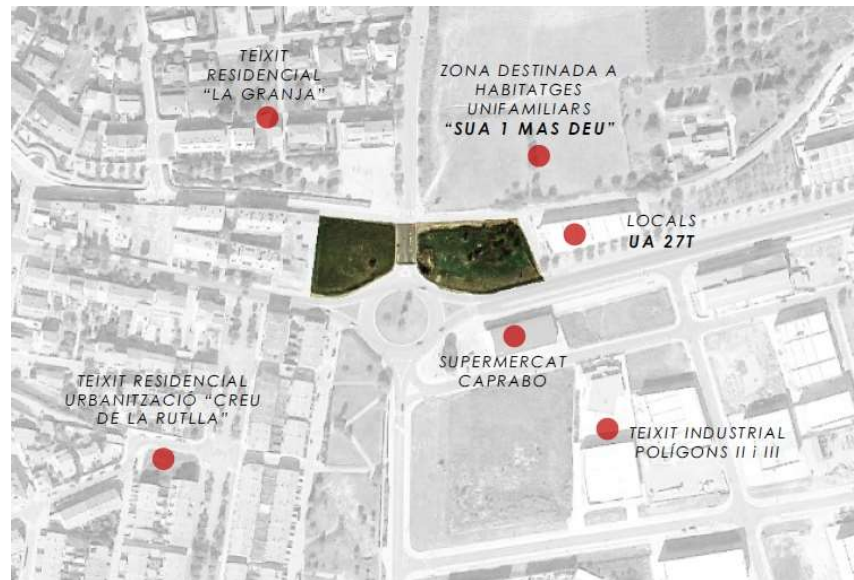 TEIXIT
RESIDENCIAL
“LA GRANJA”
ZONA DESTINADA A
HABITATGES
UNIFAMILIARS
“SUA 1 MAS DEU”
LOCALS
UA 27T
SUPERMERCAT
CAPRABO
TEIXIT RESIDENCIAL
URBANITZACIÓ “CREU
DE LA RUTLLA”
TEIXIT INDUSTRIAL
POLÍGONS II i III